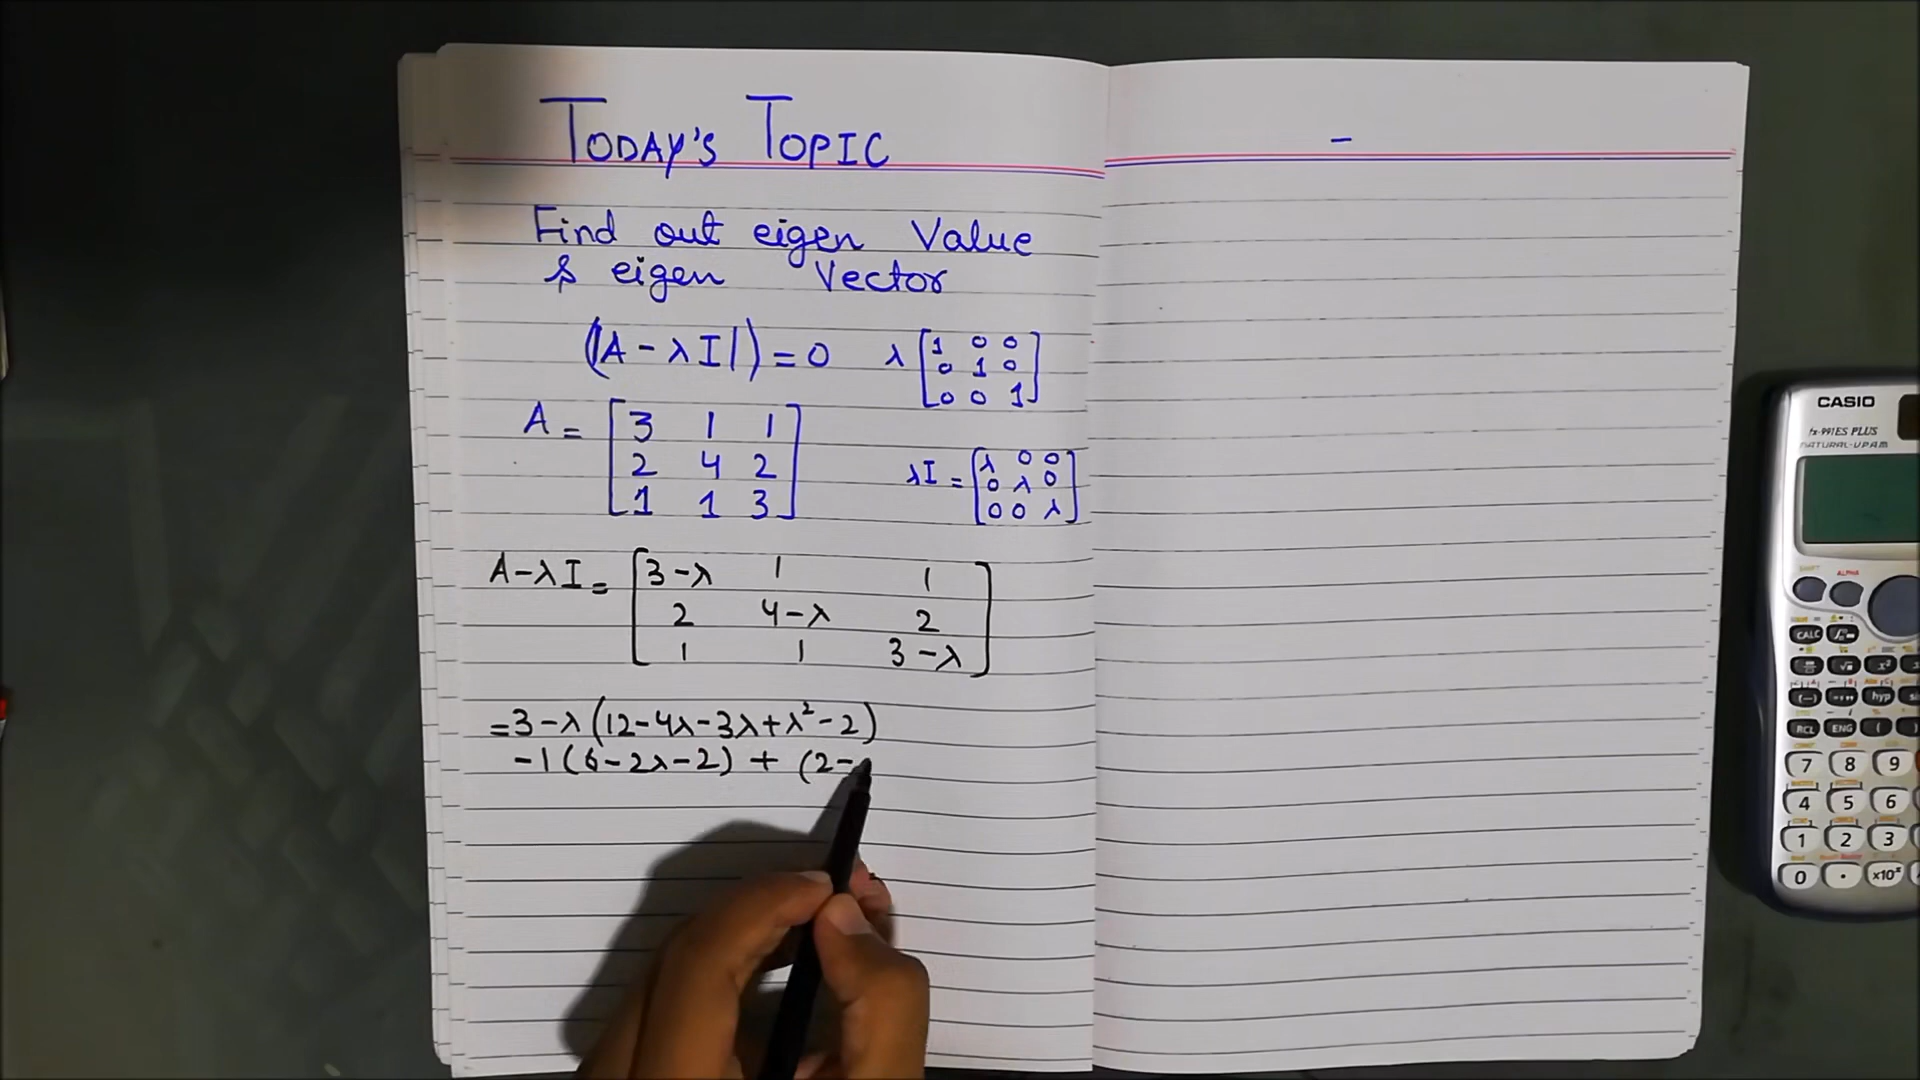 TODAY'S TOPIC
Find out eigen Value
& eigen Vector
(|A - λI|) = 0
λ [1 0 0
0 1 0
0 0 1]
A = [3 1 1
2 4 2
1 1 3]
λI = [λ 0 0
0 λ 0
0 0 λ]
A-λI = [3-λ 1 1
2 4-λ 2
1 1 3-λ]
=3-λ(12-4λ-3λ+λ²-2)
-1(6-2λ-2) + (2-
CASIO
fx-991ES PLUS
NATURAL-V.P.A.M.
SHIFT
ALPHA
CALC
hyp
RCL ENG ( )
7 8 9
4 5 6
1 2 3
0 . ×10ˣ